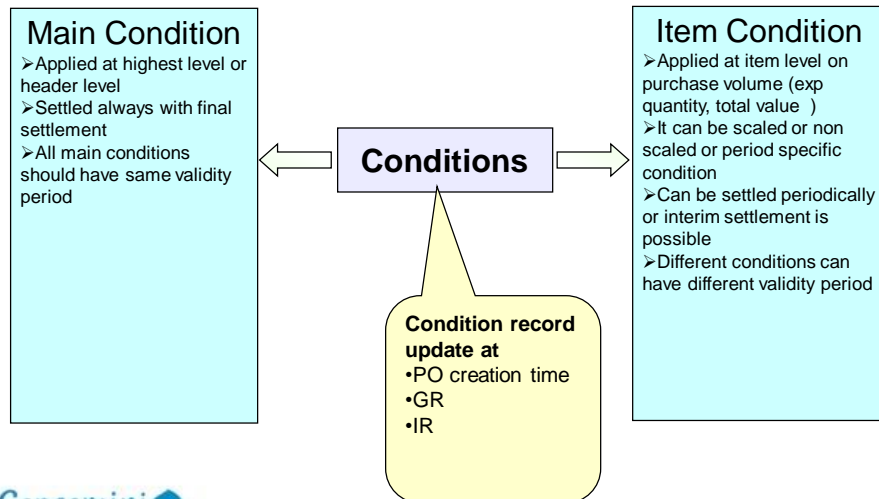 Main Condition
➢Applied at highest level or
header level
➢Settled always with final
settlement
➢All main conditions
should have same validity
period
Conditions
Condition record
update at
•PO creation time
•GR
•IR
Item Condition
➢Applied at item level on
purchase volume (exp
quantity, total value )
➢It can be scaled or non
scaled or period specific
condition
➢Can be settled periodically
or interim settlement is
possible
➢Different conditions can
have different validity period